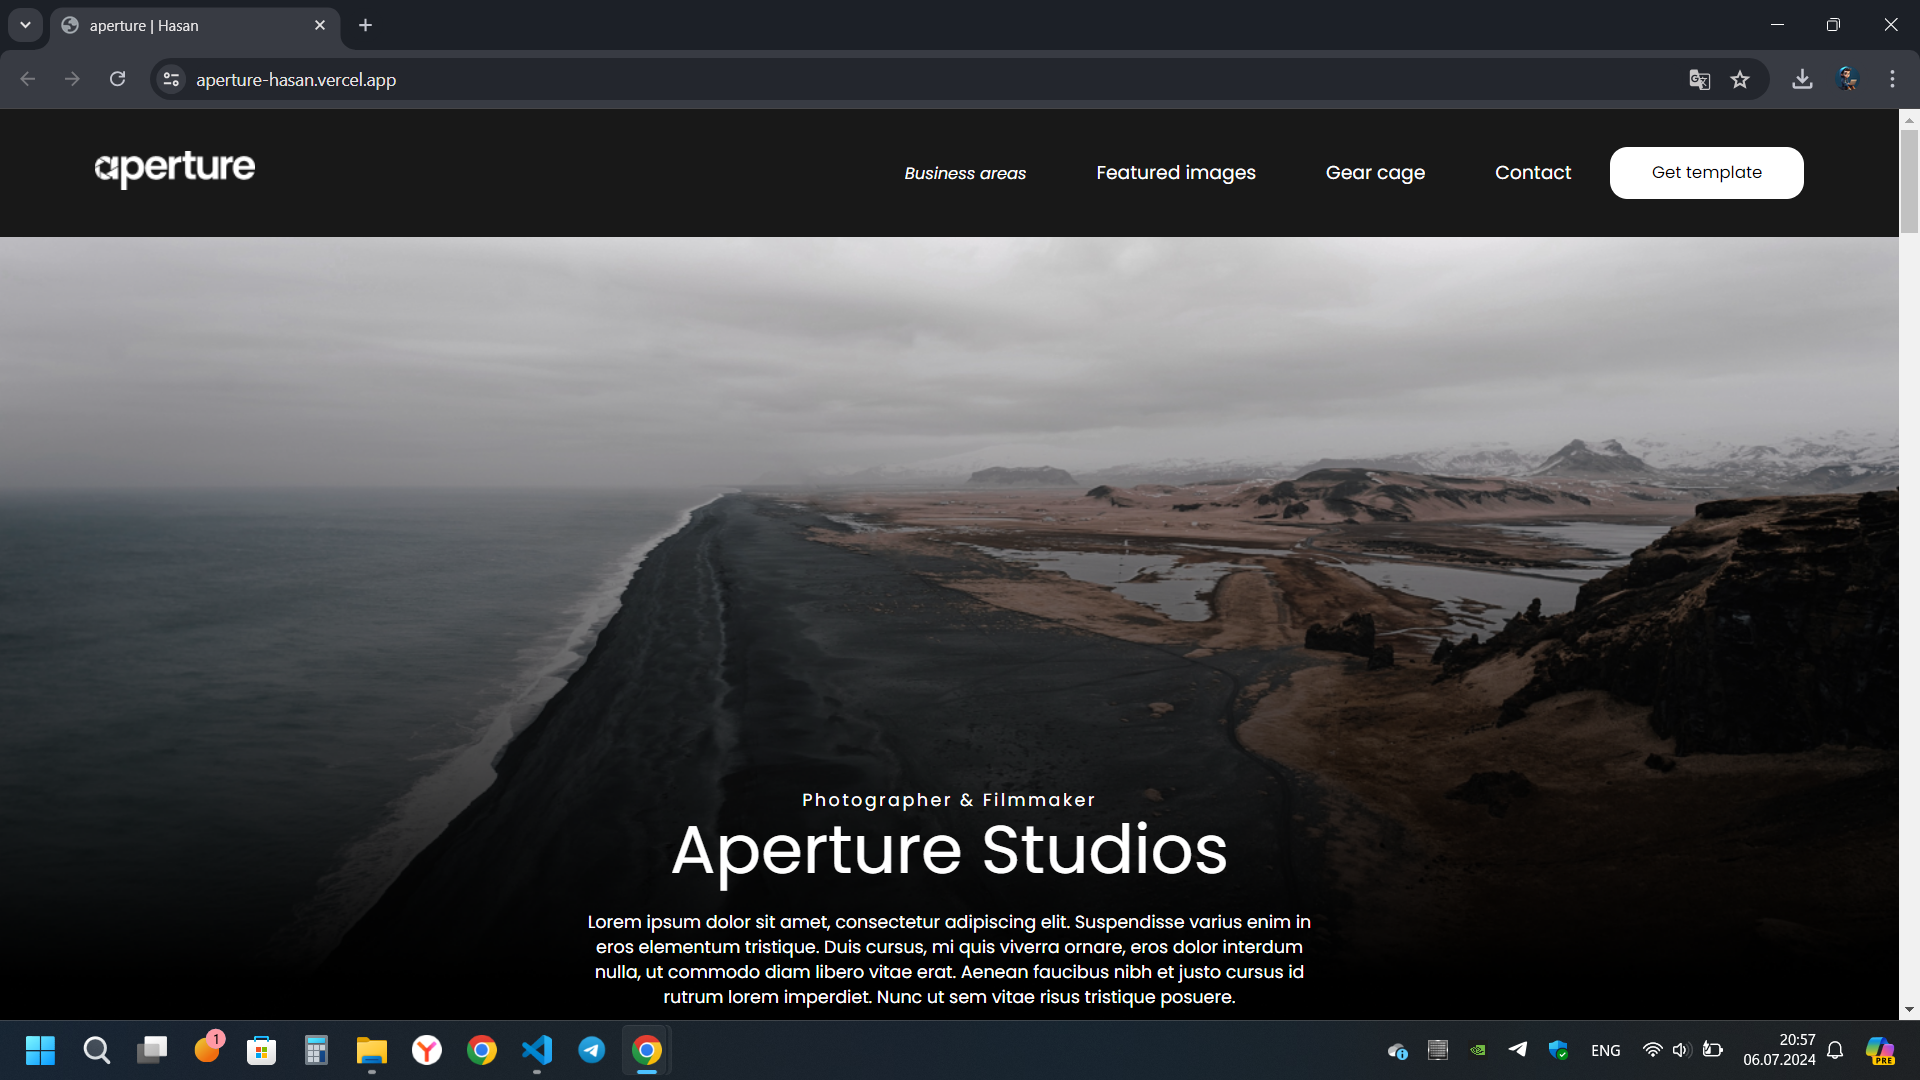 aperture | Hasan
aperture-hasan.vercel.app
aperture
Business areas
Featured images
Gear cage
Contact
Get template
Photographer & Filmmaker
Aperture Studios
Lorem ipsum dolor sit amet, consectetur adipiscing elit. Suspendisse varius enim in
eros elementum tristique. Duis cursus, mi quis viverra ornare, eros dolor interdum
nulla, ut commodo diam libero vitae erat. Aenean faucibus nibh et justo cursus id
rutrum lorem imperdiet. Nunc ut sem vitae risus tristique posuere.
1
ENG
20:57
06.07.2024
PRE